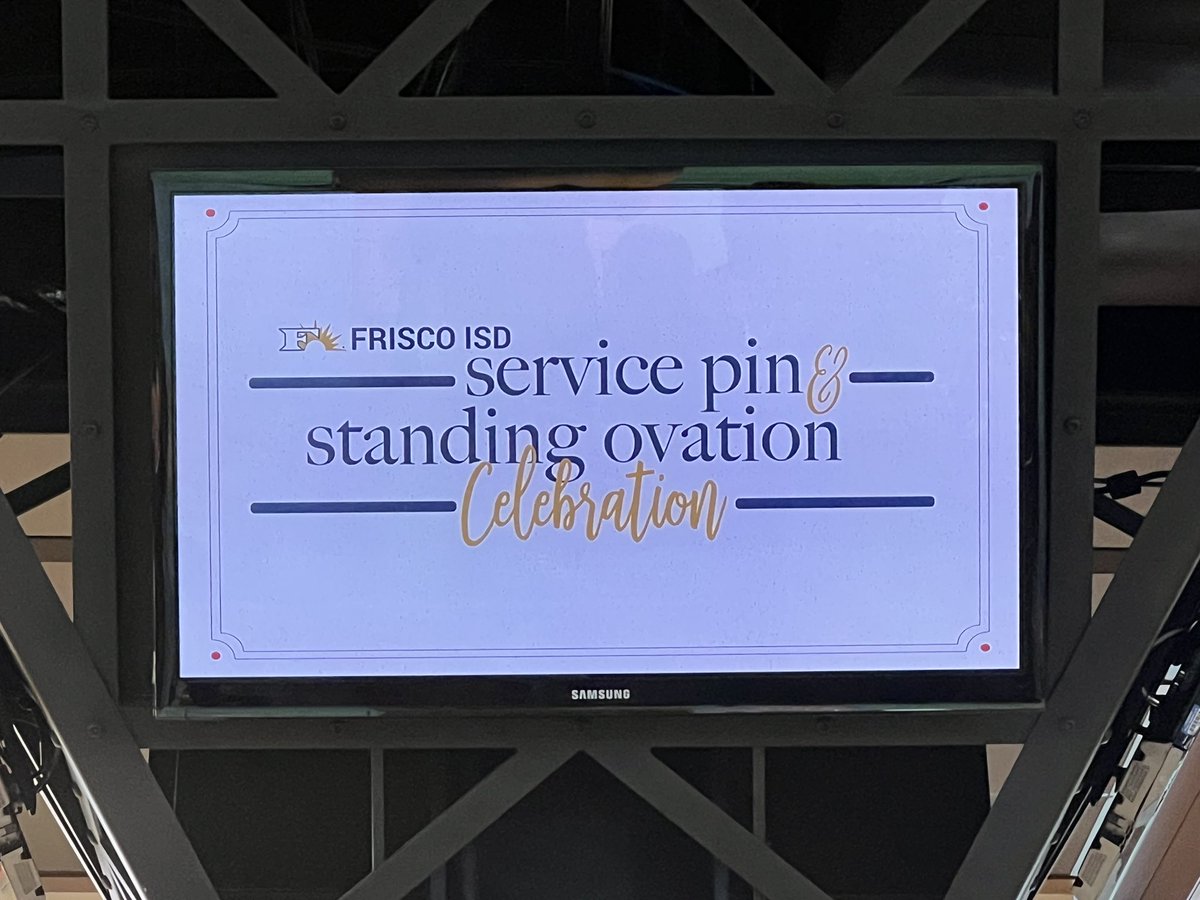 F FRISCO ISD
service pin &
standing ovation
Celebration
SAMSUNG